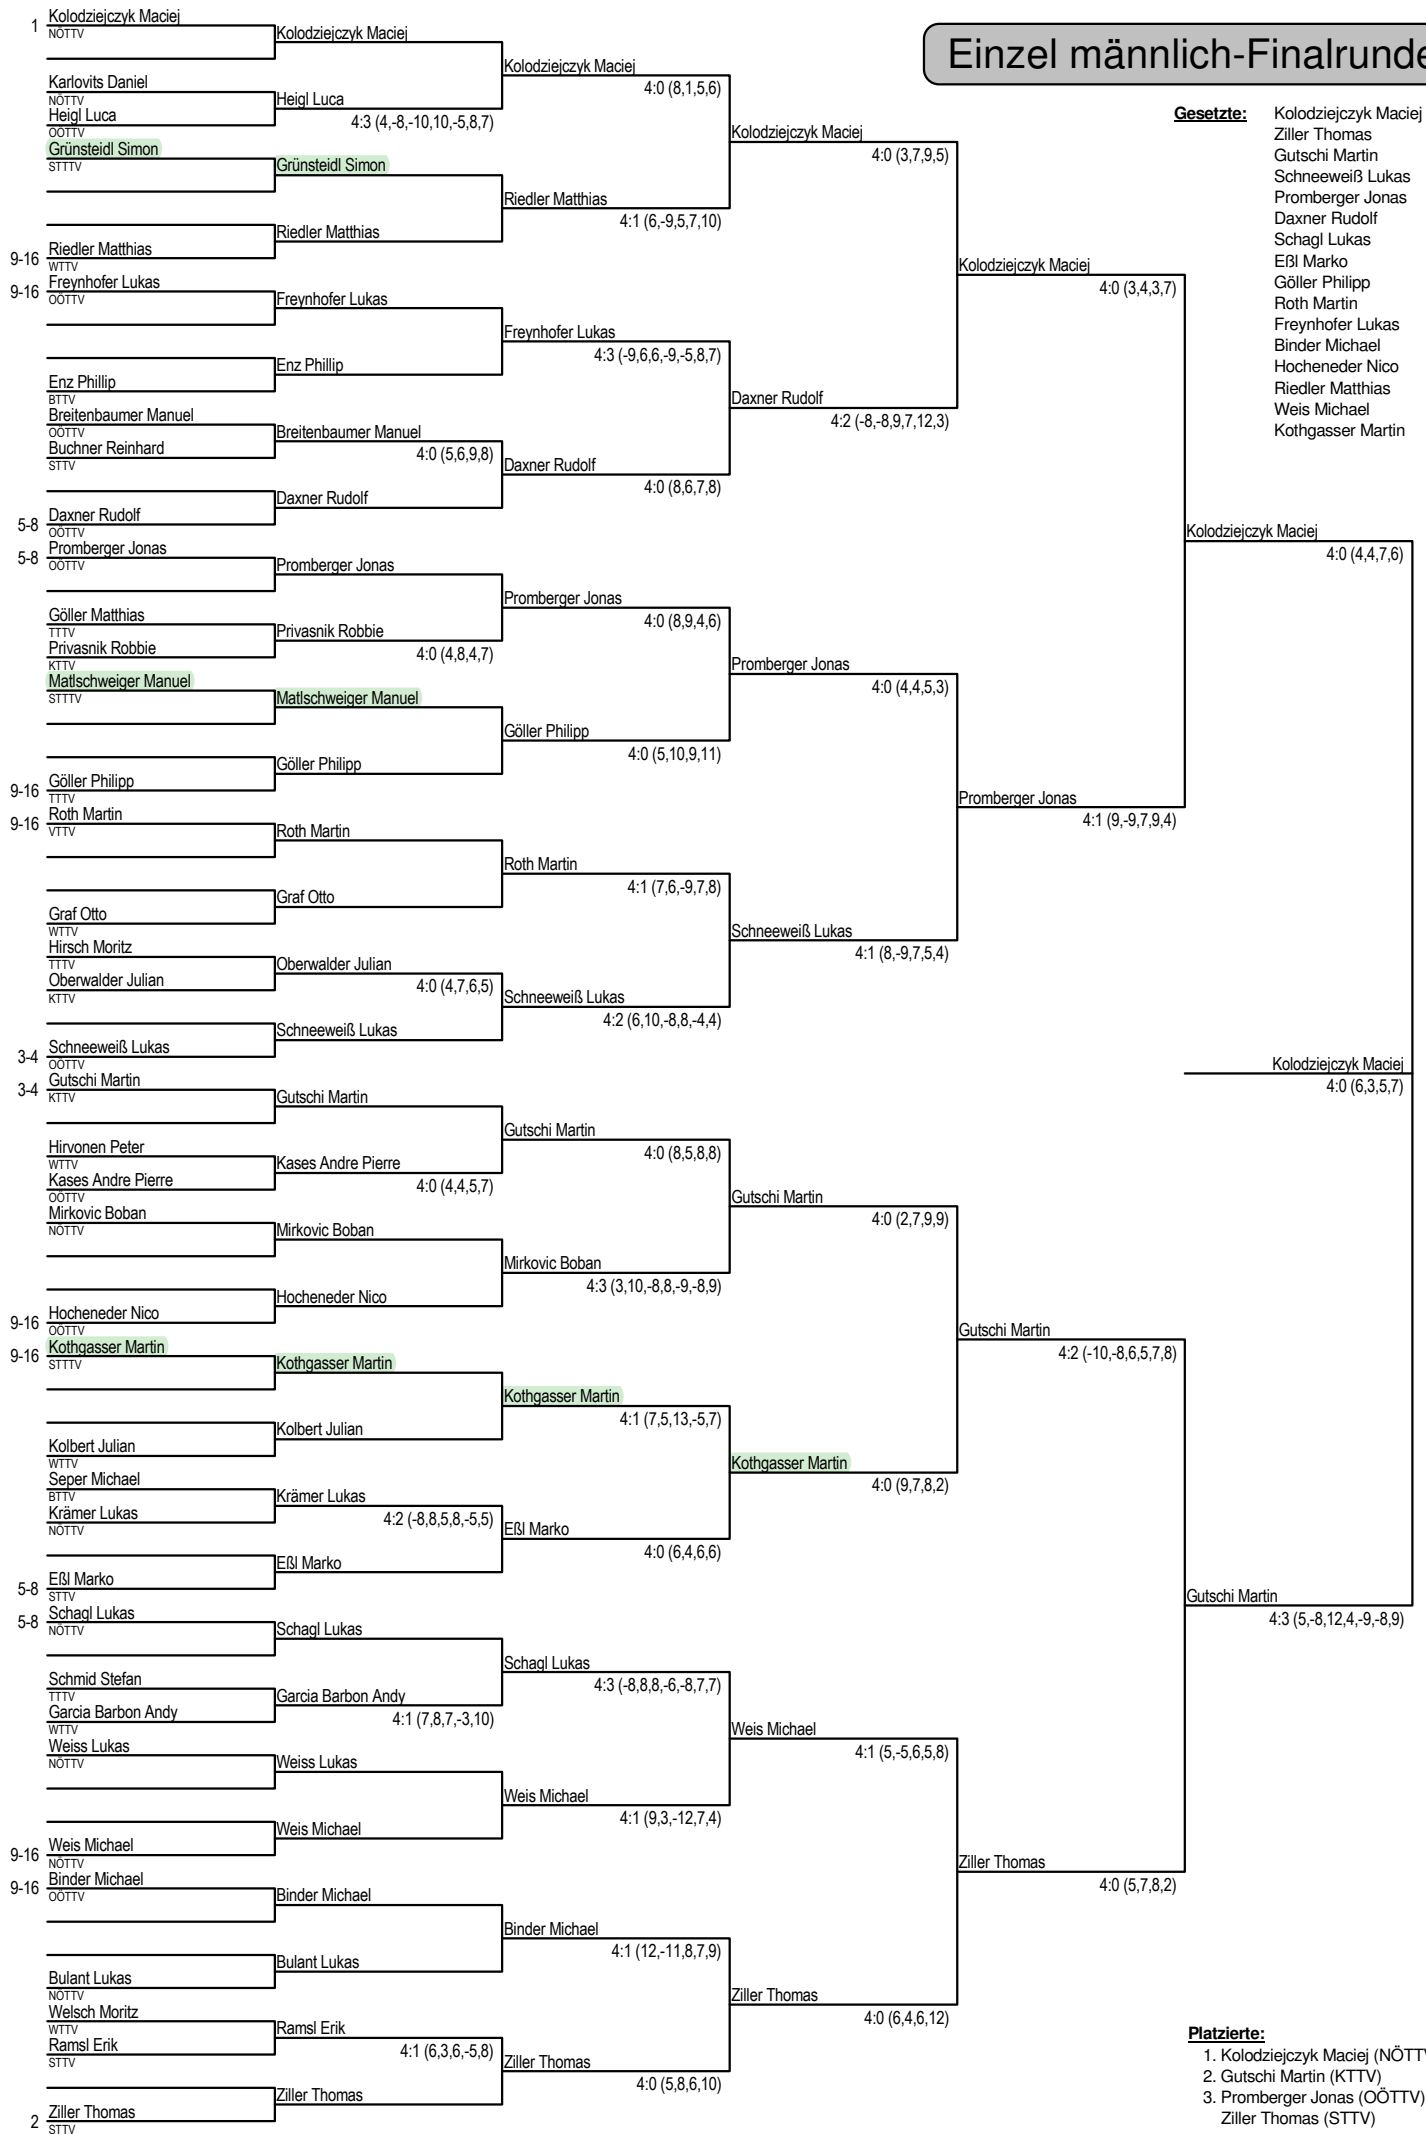 Einzel männlich-Finalrunde
Gesetzte:
Kolodziejczyk Maciej
Ziller Thomas
Gutschi Martin
Schneeweiß Lukas
Promberger Jonas
Daxner Rudolf
Schagl Lukas
Eßl Marko
Göller Philipp
Roth Martin
Freynhofer Lukas
Binder Michael
Hocheneder Nico
Riedler Matthias
Weis Michael
Kothgasser Martin
1 Kolodziejczyk Maciej
NÖTTV
Karlovits Daniel
NÖTTV
Heigl Luca
OÖTTV
Grünsteidl Simon
STTTV
9-16 Riedler Matthias
WTTV
9-16 Freynhofer Lukas
OÖTTV
Enz Phillip
BTTV
Breitenbaumer Manuel
OÖTTV
Buchner Reinhard
STTV
5-8 Daxner Rudolf
OÖTTV
5-8 Promberger Jonas
OÖTTV
Göller Matthias
TTTV
Privasnik Robbie
KTTV
Matlschweiger Manuel
STTTV
9-16 Göller Philipp
TTTV
9-16 Roth Martin
VTTV
Graf Otto
WTTV
Hirsch Moritz
TTTV
Oberwalder Julian
KTTV
3-4 Schneeweiß Lukas
OÖTTV
3-4 Gutschi Martin
KTTV
Hirvonen Peter
WTTV
Kases Andre Pierre
OÖTTV
Mirkovic Boban
NÖTTV
9-16 Hocheneder Nico
OÖTTV
9-16 Kothgasser Martin
STTTV
Kolbert Julian
WTTV
Seper Michael
BTTV
Krämer Lukas
NÖTTV
5-8 Eßl Marko
STTV
5-8 Schagl Lukas
NÖTTV
Schmid Stefan
TTTV
Garcia Barbon Andy
WTTV
Weiss Lukas
NÖTTV
9-16 Weis Michael
NÖTTV
9-16 Binder Michael
OÖTTV
Bulant Lukas
NÖTTV
Welsch Moritz
WTTV
Ramsl Erik
STTV
2 Ziller Thomas
STTV
Kolodziejczyk Maciej
Heigl Luca
4:3 (4,-8,-10,10,-5,8,7)
Grünsteidl Simon
Riedler Matthias
Freynhofer Lukas
Enz Phillip
Breitenbaumer Manuel
4:0 (5,6,9,8)
Daxner Rudolf
Promberger Jonas
Privasnik Robbie
4:0 (4,8,4,7)
Matlschweiger Manuel
Göller Philipp
Roth Martin
Graf Otto
Oberwalder Julian
4:0 (4,7,6,5)
Schneeweiß Lukas
Gutschi Martin
Kases Andre Pierre
4:0 (4,4,5,7)
Mirkovic Boban
Hocheneder Nico
Kothgasser Martin
Kolbert Julian
Krämer Lukas
4:2 (-8,8,5,8,-5,5)
Eßl Marko
Schagl Lukas
Garcia Barbon Andy
4:1 (7,8,7,-3,10)
Weiss Lukas
Weis Michael
Binder Michael
Bulant Lukas
Ramsl Erik
4:1 (6,3,6,-5,8)
Ziller Thomas
Kolodziejczyk Maciej
4:0 (8,1,5,6)
Riedler Matthias
4:1 (6,-9,5,7,10)
Freynhofer Lukas
4:3 (-9,6,6,-9,-5,8,7)
Daxner Rudolf
4:0 (8,6,7,8)
Promberger Jonas
4:0 (8,9,4,6)
Göller Philipp
4:0 (5,10,9,11)
Roth Martin
4:1 (7,6,-9,7,8)
Schneeweiß Lukas
4:2 (6,10,-8,8,-4,4)
Gutschi Martin
4:0 (8,5,8,8)
Mirkovic Boban
4:3 (3,10,-8,8,-9,-8,9)
Kothgasser Martin
4:1 (7,5,13,-5,7)
Eßl Marko
4:0 (6,4,6,6)
Schagl Lukas
4:3 (-8,8,8,-6,-8,7,7)
Weis Michael
4:1 (9,3,-12,7,4)
Binder Michael
4:1 (12,-11,8,7,9)
Ziller Thomas
4:0 (5,8,6,10)
Kolodziejczyk Maciej
4:0 (3,7,9,5)
Daxner Rudolf
4:2 (-8,-8,9,7,12,3)
Promberger Jonas
4:0 (4,4,5,3)
Schneeweiß Lukas
4:1 (8,-9,7,5,4)
Gutschi Martin
4:0 (2,7,9,9)
Kothgasser Martin
4:0 (9,7,8,2)
Weis Michael
4:1 (5,-5,6,5,8)
Ziller Thomas
4:0 (6,4,6,12)
Kolodziejczyk Maciej
4:0 (3,4,3,7)
Promberger Jonas
4:1 (9,-9,7,9,4)
Gutschi Martin
4:2 (-10,-8,6,5,7,8)
Ziller Thomas
4:0 (5,7,8,2)
Kolodziejczyk Maciej
4:0 (4,4,7,6)
Gutschi Martin
4:3 (5,-8,12,4,-9,-8,9)
Kolodziejczyk Maciej
4:0 (6,3,5,7)
Platzierte:
1. Kolodziejczyk Maciej (NÖTTV
2. Gutschi Martin (KTTV)
3. Promberger Jonas (OÖTTV)
Ziller Thomas (STTV)